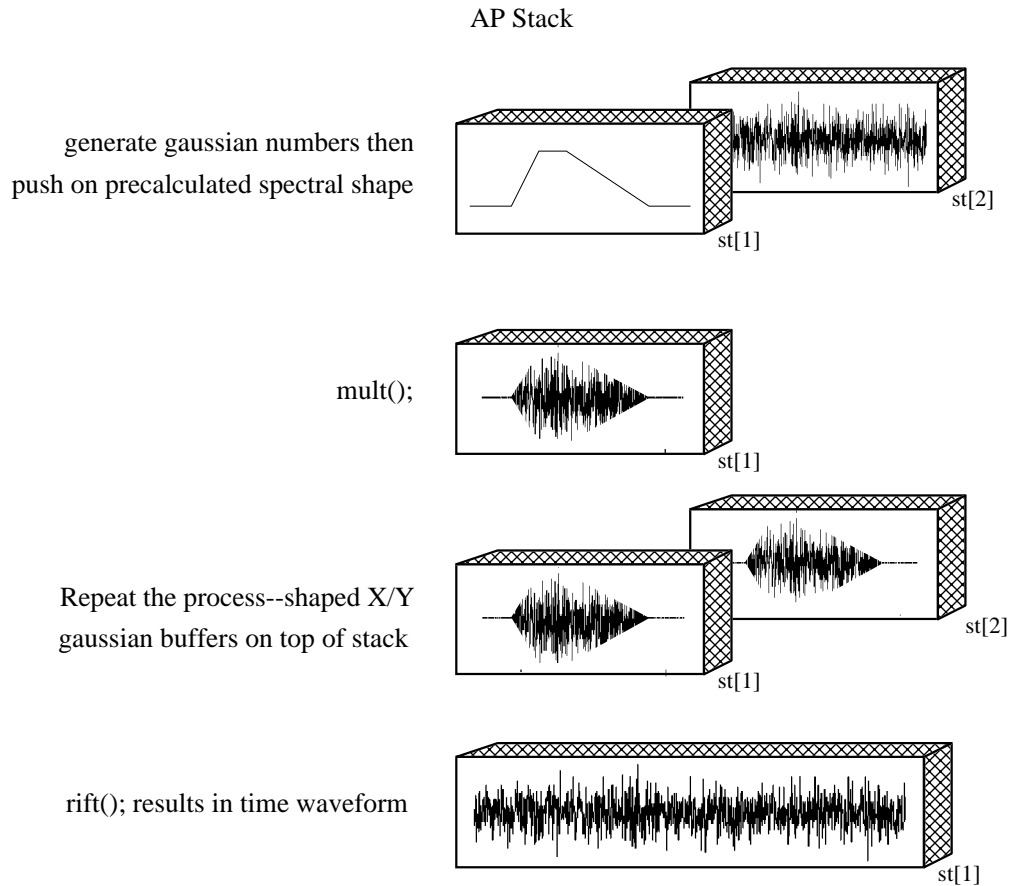 AP Stack
generate gaussian numbers then
push on precalculated spectral shape
st[2]
st[1]
mult();
st[1]
Repeat the process--shaped X/Y
gaussian buffers on top of stack
st[2]
st[1]
rift(); results in time waveform
st[1]